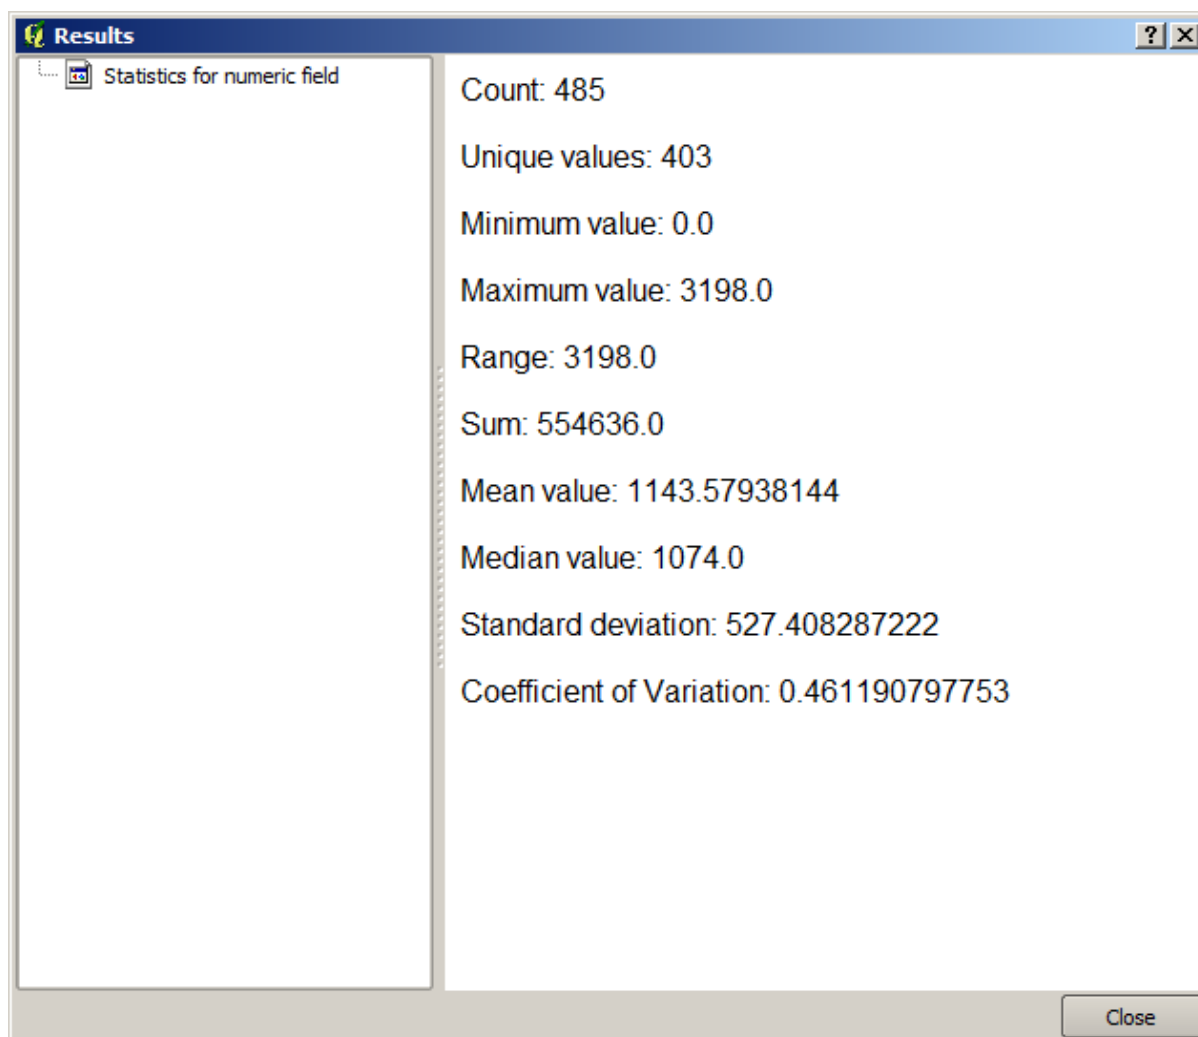 Results
Statistics for numeric field
Count: 485
Unique values: 403
Minimum value: 0.0
Maximum value: 3198.0
Range: 3198.0
Sum: 554636.0
Mean value: 1143.57938144
Median value: 1074.0
Standard deviation: 527.408287222
Coefficient of Variation: 0.461190797753
Close